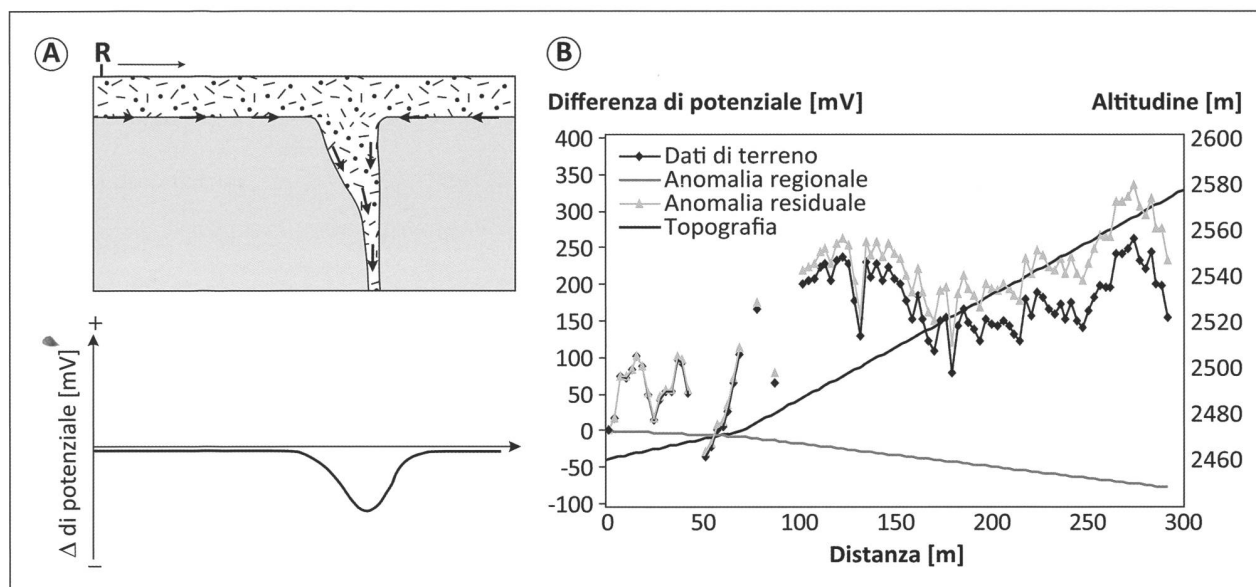 A
R
+
Δ di potenziale [mV]
–
B
Differenza di potenziale [mV]
Altitudine [m]
400
350
300
250
200
150
100
50
0
-50
-100
Dati di terreno
Anomalia regionale
Anomalia residuale
Topografia
2600
2580
2560
2540
2520
2500
2480
2460
0
50
100
150
200
250
300
Distanza [m]